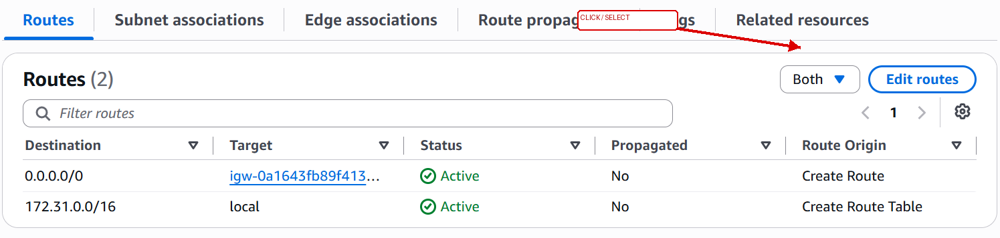 Routes Subnet associations Edge associations Route propag gs Related resources
CLICK/SELECT
Routes (2) Both Edit routes
Filter routes 1
Destination Target Status Propagated Route Origin
0.0.0.0/0 igw-0a1643fb89f413... Active No Create Route
172.31.0.0/16 local Active No Create Route Table